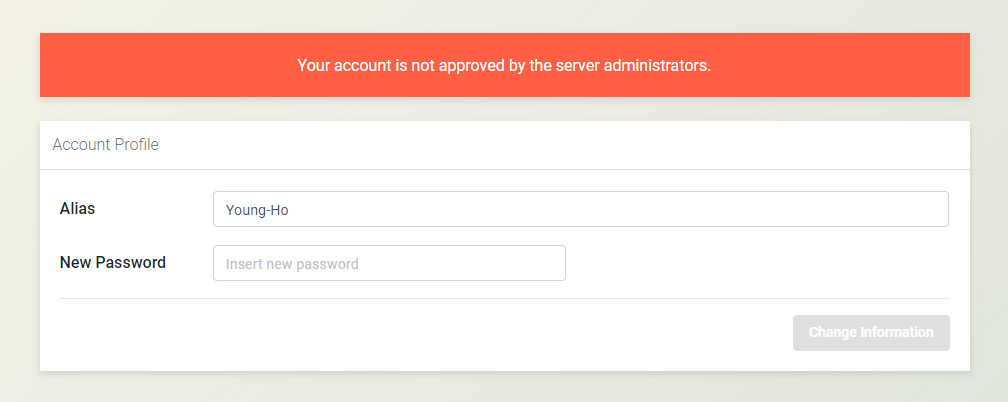 Your account is not approved by the server administrators.
Account Profile
Alias
Young-Ho
New Password
Insert new password
Change Information